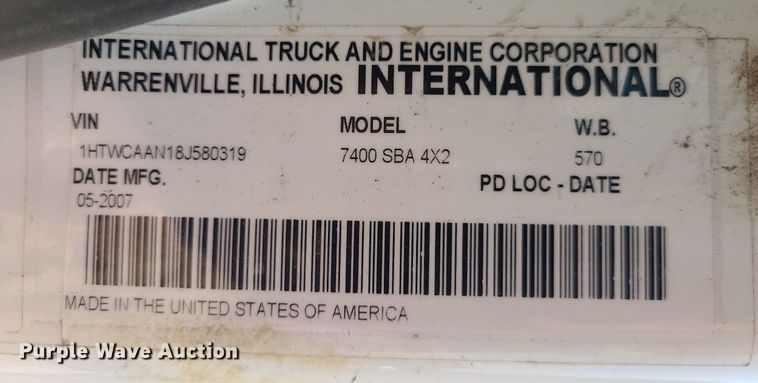 INTERNATIONAL TRUCK AND ENGINE CORPORATION
WARRENVILLE, ILLINOIS INTERNATIONAL®
VIN MODEL W.B.
1HTWCAAN18J580319 7400 SBA 4X2 570
DATE MFG. PD LOC - DATE
05-2007
MADE IN THE UNITED STATES OF AMERICA
Purple Wave Auction